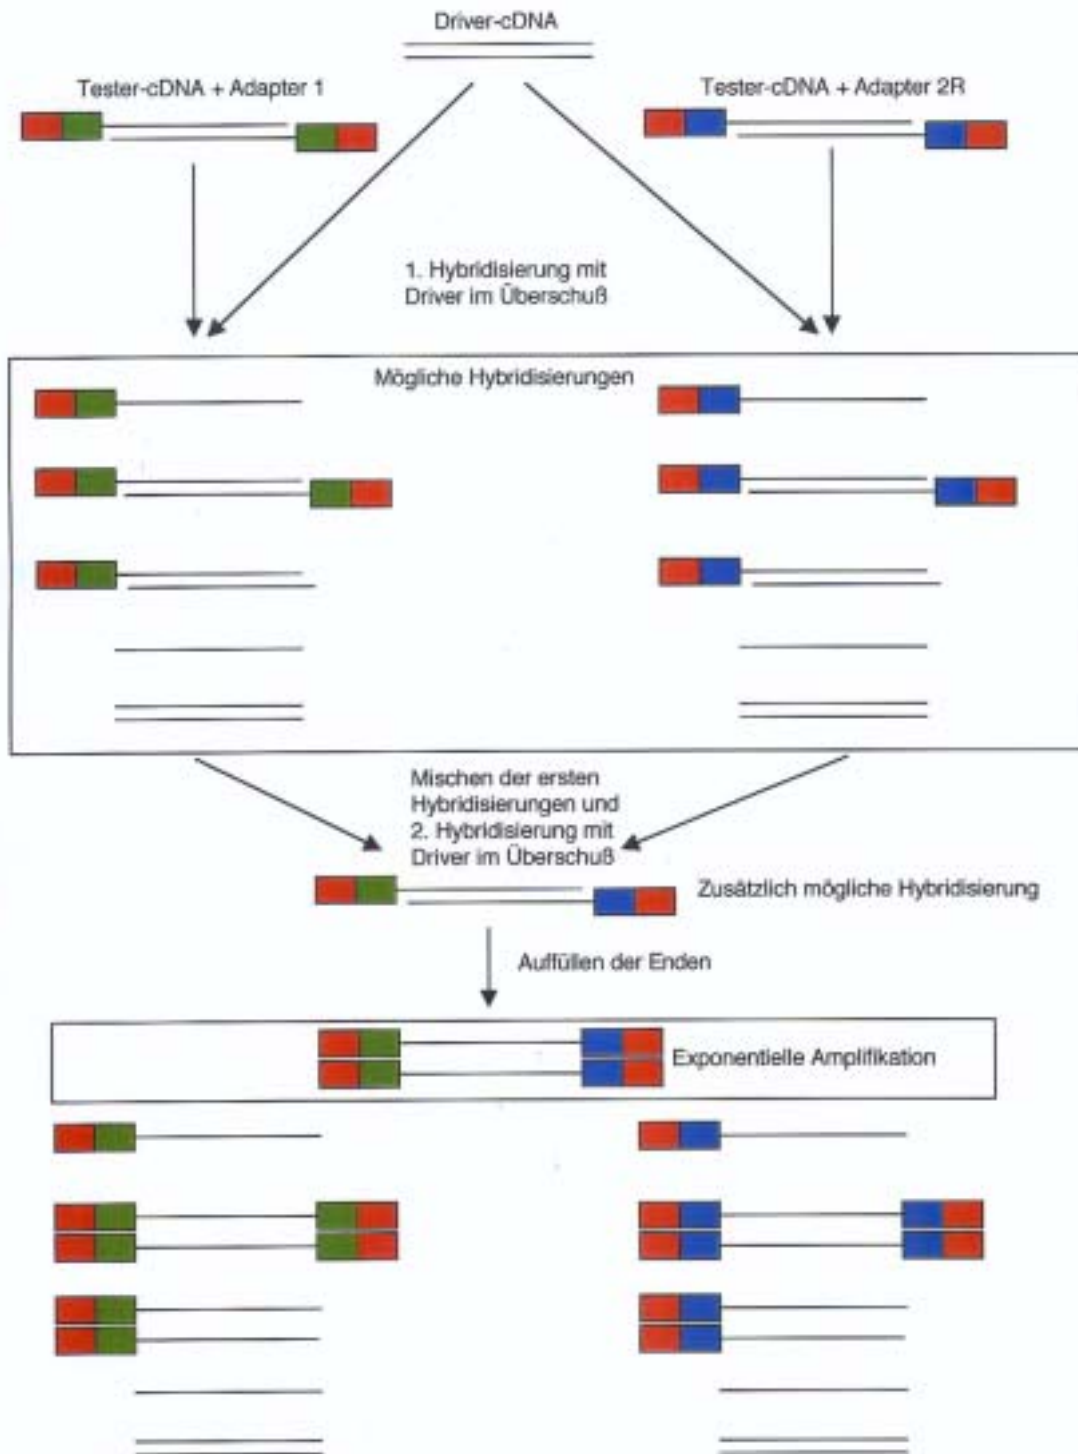 Driver-cDNA
Tester-cDNA + Adapter 1
Tester-cDNA + Adapter 2R
1. Hybridisierung mit
Driver im Überschuß
Mögliche Hybridisierungen
Mischen der ersten
Hybridisierungen und
2. Hybridisierung mit
Driver im Überschuß
Zusätzlich mögliche Hybridisierung
Auffüllen der Enden
Exponentielle Amplifikation